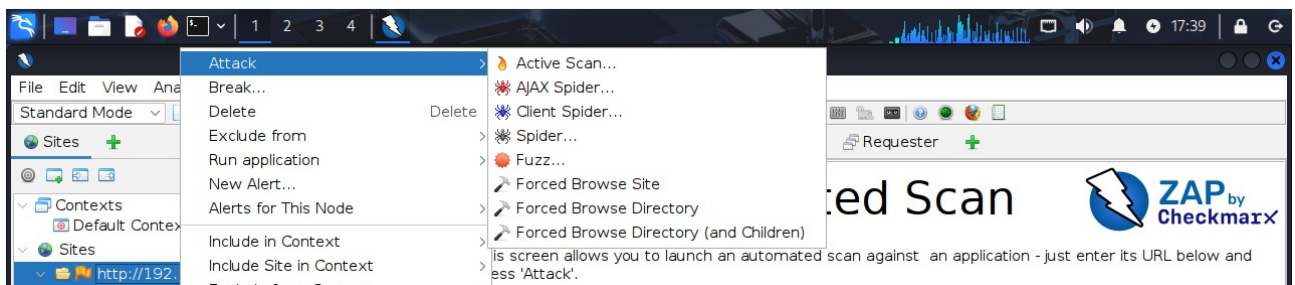 1 2 3 4 17:39
File Edit View Ana
Standard Mode
Sites
Requester
Contexts
Default Contex
Sites
http://192.
Attack
Break...
Delete Delete
Exclude from
Run application
New Alert...
Alerts for This Node
Include in Context
Include Site in Context
Active Scan...
AJAX Spider...
Client Spider...
Spider...
Fuzz...
Forced Browse Site
Forced Browse Directory
Forced Browse Directory (and Children)
ed Scan
ZAP by
Checkmarx
is screen allows you to launch an automated scan against an application - just enter its URL below and
ess 'Attack'.